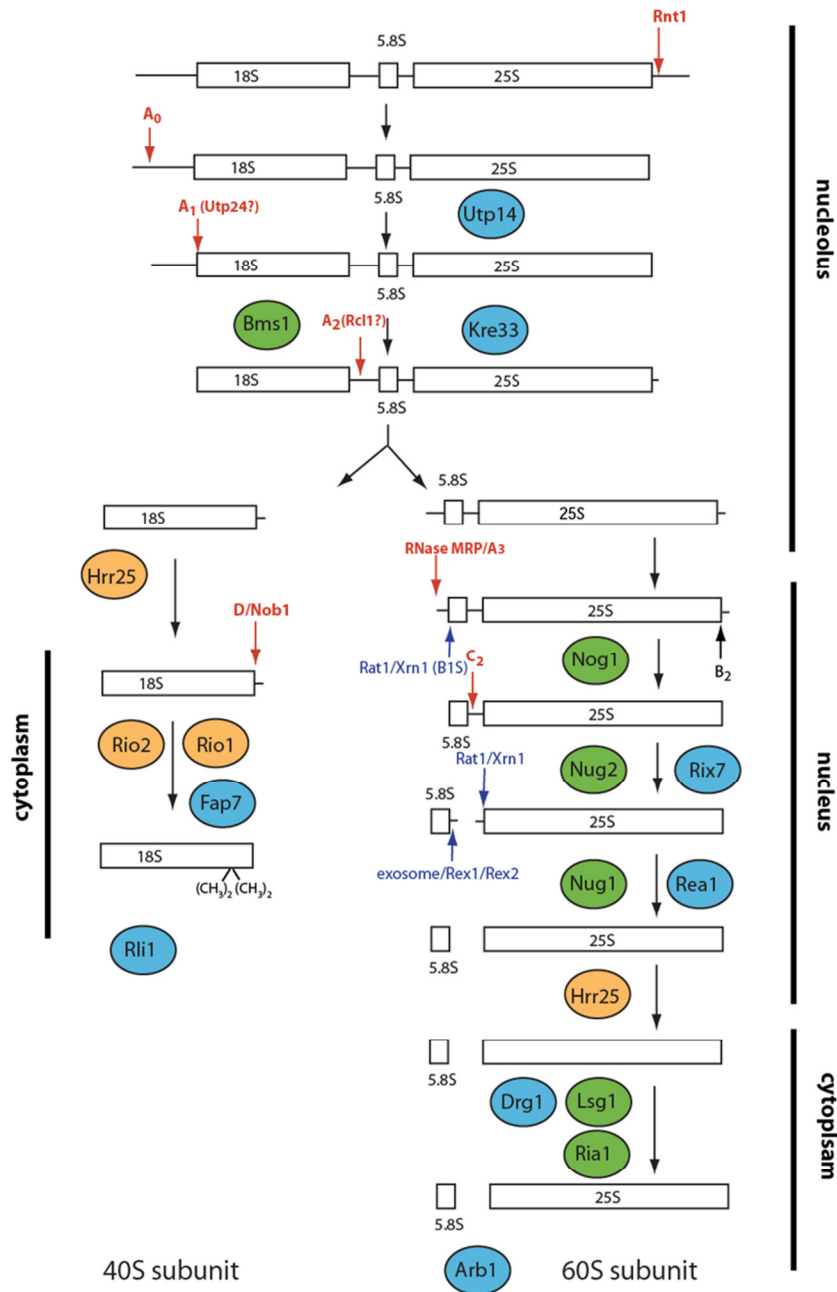 Rnt1
5.8S
18S
25S
A0
18S
25S
5.8S
Utp14
A1 (Utp24?)
18S
25S
5.8S
Bms1
A2(Rcl1?)
Kre33
18S
25S
5.8S
nucleolus
5.8S
18S
25S
Hrr25
RNase MRP/A3
D/Nob1
25S
Rat1/Xrn1 (B1S)
C2
Nog1
B2
18S
25S
5.8S
Rio2
Rio1
Rat1/Xrn1
Nug2
Rix7
Fap7
5.8S
25S
18S
(CH3)2 (CH3)2
exosome/Rex1/Rex2
Nug1
Rea1
cytoplasm
nucleus
Rli1
25S
5.8S
Hrr25
5.8S
Drg1
Lsg1
Ria1
25S
5.8S
cytoplsam
40S subunit
Arb1
60S subunit